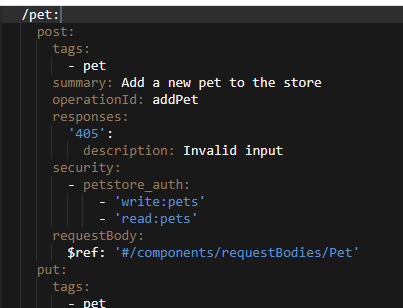 /pet:
post:
tags:
- pet
summary: Add a new pet to the store
operationId: addPet
responses:
'405':
description: Invalid input
security:
- petstore_auth:
- 'write:pets'
- 'read:pets'
requestBody:
$ref: '#/components/requestBodies/Pet'
put:
tags:
- pet